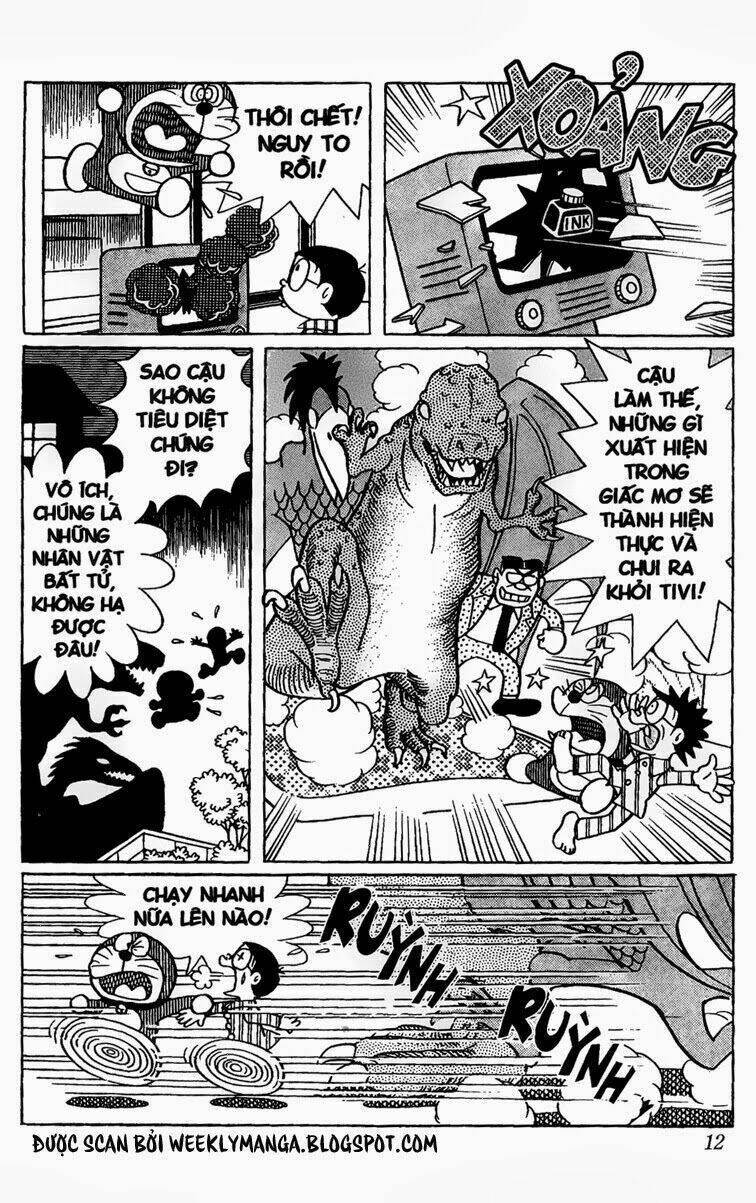 THÔI CHẾT!
NGUY TO
RỒI!
XOẢNG
INK
SAO CẬU
KHÔNG
TIÊU DIỆT
CHÚNG
ĐI?
VÔ ÍCH,
CHÚNG LÀ
NHỮNG
NHÂN VẬT
BẤT TỬ,
KHÔNG HẠ
ĐƯỢC
ĐÂU!
CẬU
LÀM THẾ,
NHỮNG GÌ
XUẤT HIỆN
TRONG
GIẤC MƠ SẼ
THÀNH HIỆN
THỰC VÀ
CHUI RA
KHỎI TIVI!
CHẠY NHANH
NỮA LÊN NÀO!
RUỲNH
RUỲNH
ĐƯỢC SCAN BỞI WEEKLYMANGA.BLOGSPOT.COM
12